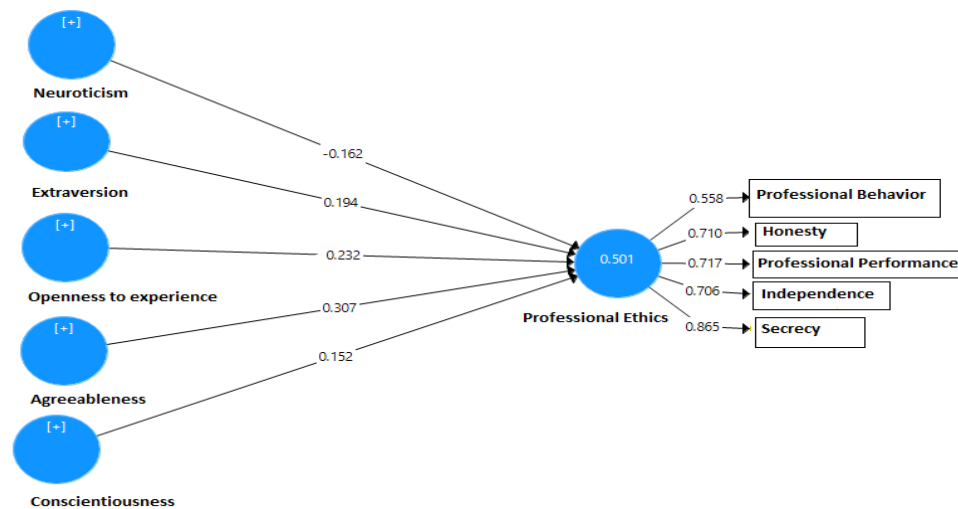 [+]
Neuroticism
[+]
Extraversion
[+]
Openness to experience
[+]
Agreeableness
[+]
Conscientiousness
-0.162
0.194
0.232
0.307
0.152
0.501
Professional Ethics
0.558
Professional Behavior
0.710
Honesty
0.717
Professional Performance
0.706
Independence
0.865
Secrecy